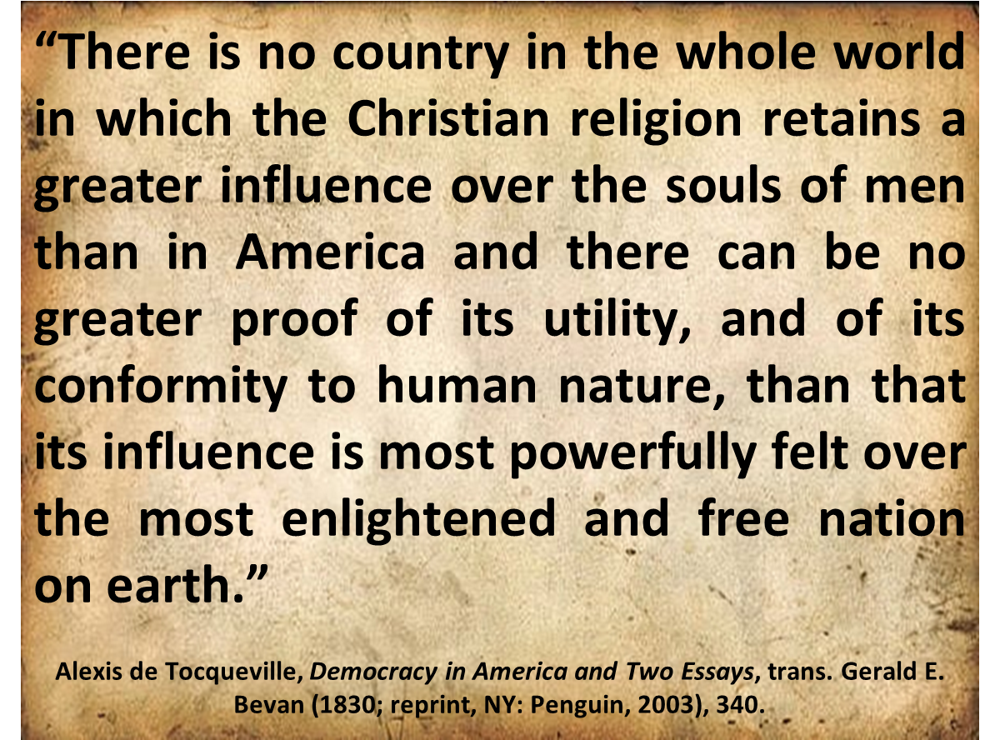 “There is no country in the whole world
in which the Christian religion retains a
greater influence over the souls of men
than in America and there can be no
greater proof of its utility, and of its
conformity to human nature, than that
its influence is most powerfully felt over
the most enlightened and free nation
on earth.”
Alexis de Tocqueville, Democracy in America and Two Essays, trans. Gerald E.
Bevan (1830; reprint, NY: Penguin, 2003), 340.